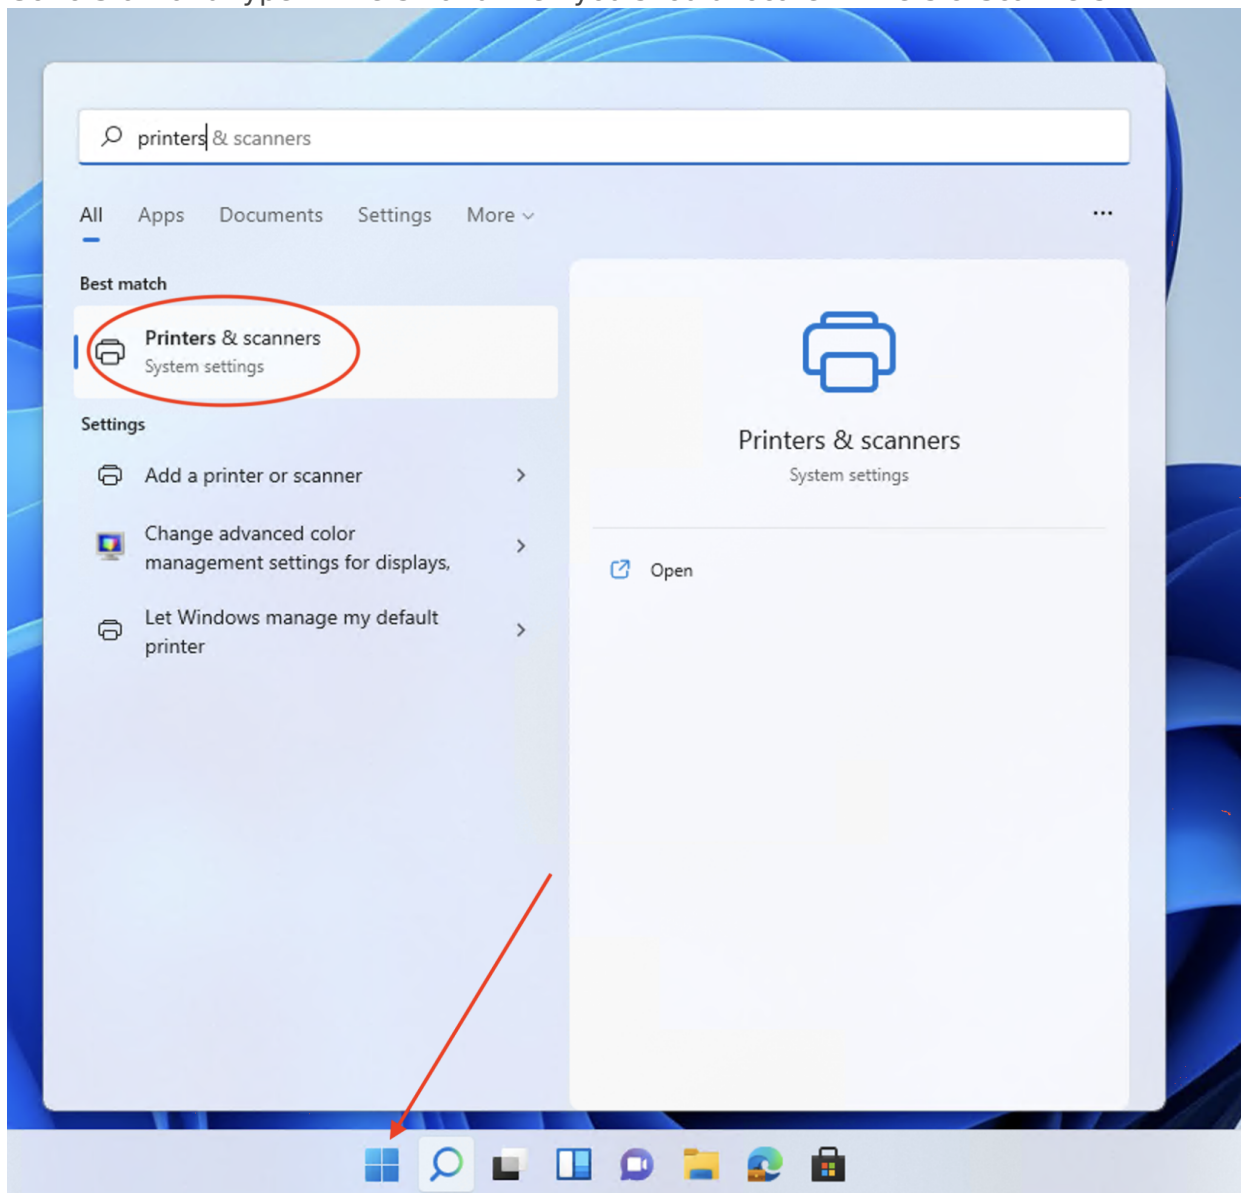 printers & scanners
All Apps Documents Settings More
Best match
Printers & scanners
System settings
Settings
Add a printer or scanner
Change advanced color
management settings for displays,
Let Windows manage my default
printer
Printers & scanners
System settings
Open